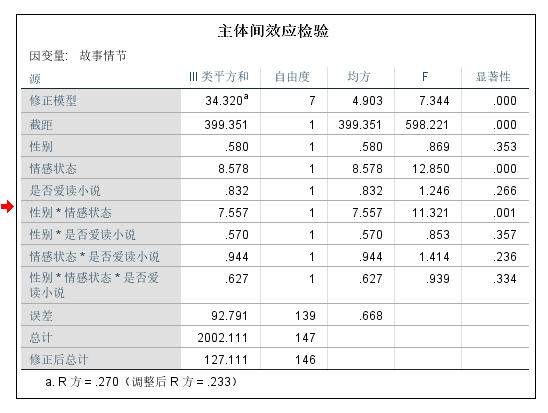 主体间效应检验
因变量: 故事情节
源 III 类平方和 自由度 均方 F 显著性
修正模型 34.320a 7 4.903 7.344 .000
截距 399.351 1 399.351 598.221 .000
性别 .580 1 .580 .869 .353
情感状态 8.578 1 8.578 12.850 .000
是否爱读小说 .832 1 .832 1.246 .266
性别 * 情感状态 7.557 1 7.557 11.321 .001
性别 * 是否爱读小说 .570 1 .570 .853 .357
情感状态 * 是否爱读小说 .944 1 .944 1.414 .236
性别 * 情感状态 * 是否爱 .627 1 .627 .939 .334
读小说
误差 92.791 139 .668
总计 2002.111 147
修正后总计 127.111 146
a. R 方 = .270（调整后 R 方 = .233）